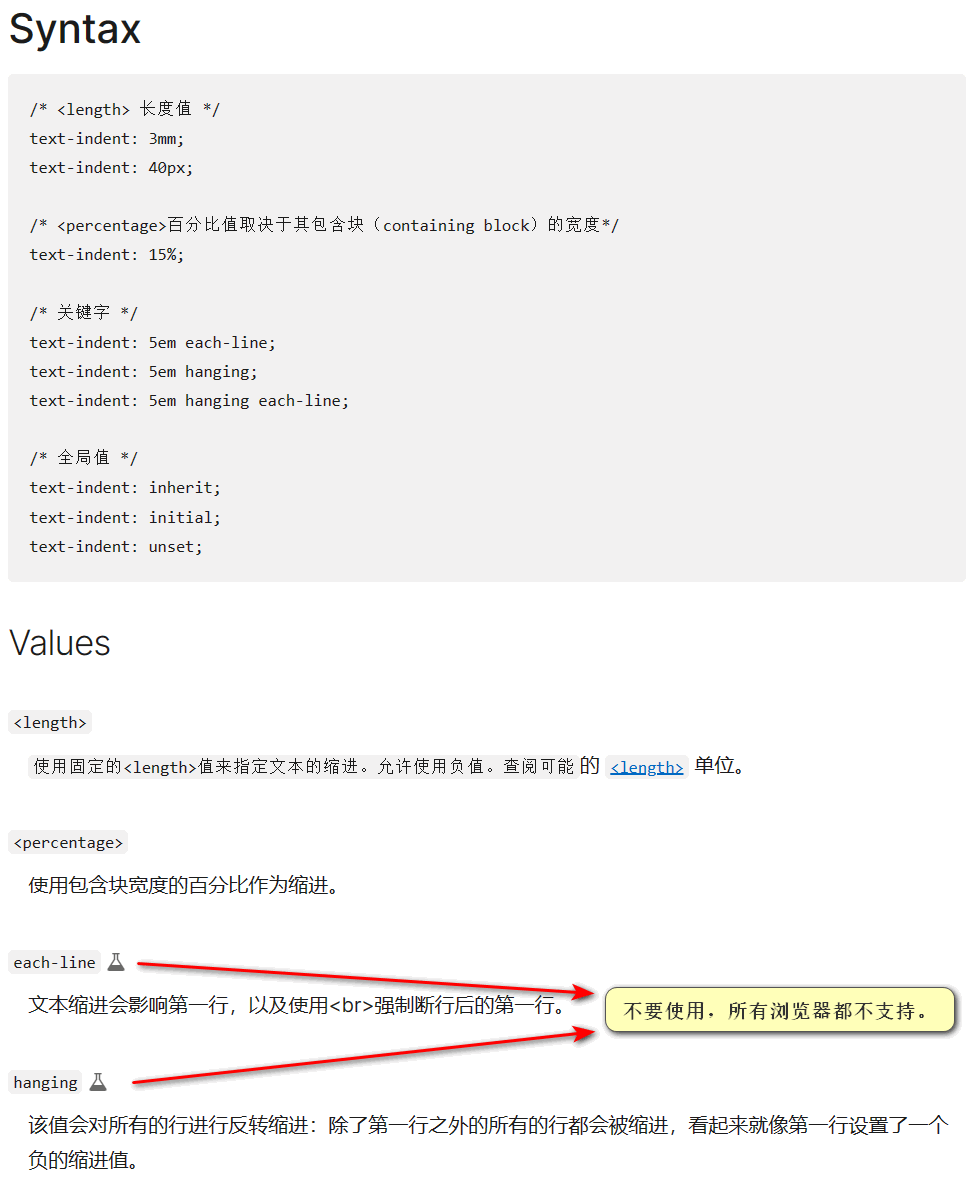 Syntax
/* <length> 长度值 */
text-indent: 3mm;
text-indent: 40px;
/* <percentage>百分比值取决于其包含块（containing block）的宽度*/
text-indent: 15%;
/* 关键字 */
text-indent: 5em each-line;
text-indent: 5em hanging;
text-indent: 5em hanging each-line;
/* 全局值 */
text-indent: inherit;
text-indent: initial;
text-indent: unset;
Values
<length>
使用固定的<length>值来指定文本的缩进。允许使用负值。查阅可能的 <length> 单位。
<percentage>
使用包含块宽度的百分比作为缩进。
each-line
文本缩进会影响第一行，以及使用<br>强制断行后的第一行。
不要使用，所有浏览器都不支持。
hanging
该值会对所有的行进行反转缩进：除了第一行之外的所有的行都会被缩进，看起来就像第一行设置了一个
负的缩进值。